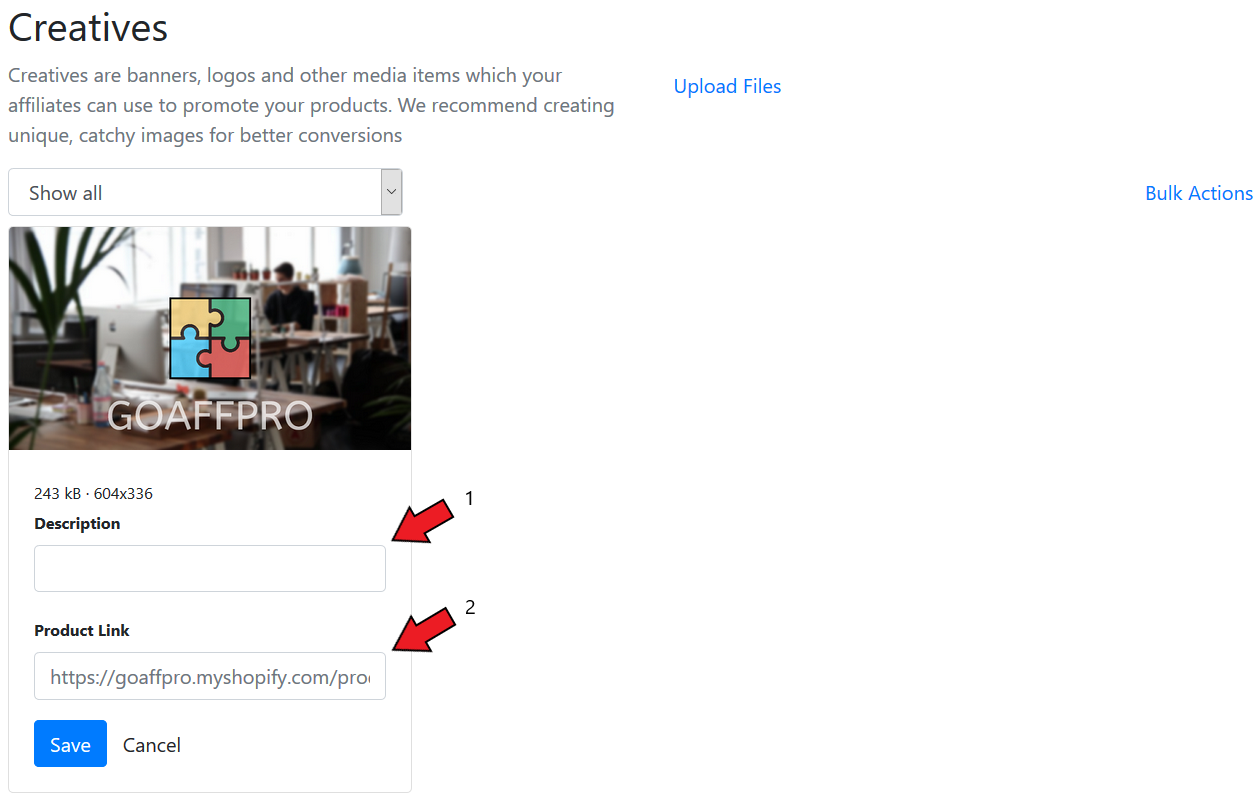 Creatives
Creatives are banners, logos and other media items which your
affiliates can use to promote your products. We recommend creating
unique, catchy images for better conversions
Upload Files
Show all
Bulk Actions
GOAFFPRO
243 kB · 604x336
1
Description
2
Product Link
https://goaffpro.myshopify.com/pro
Save Cancel